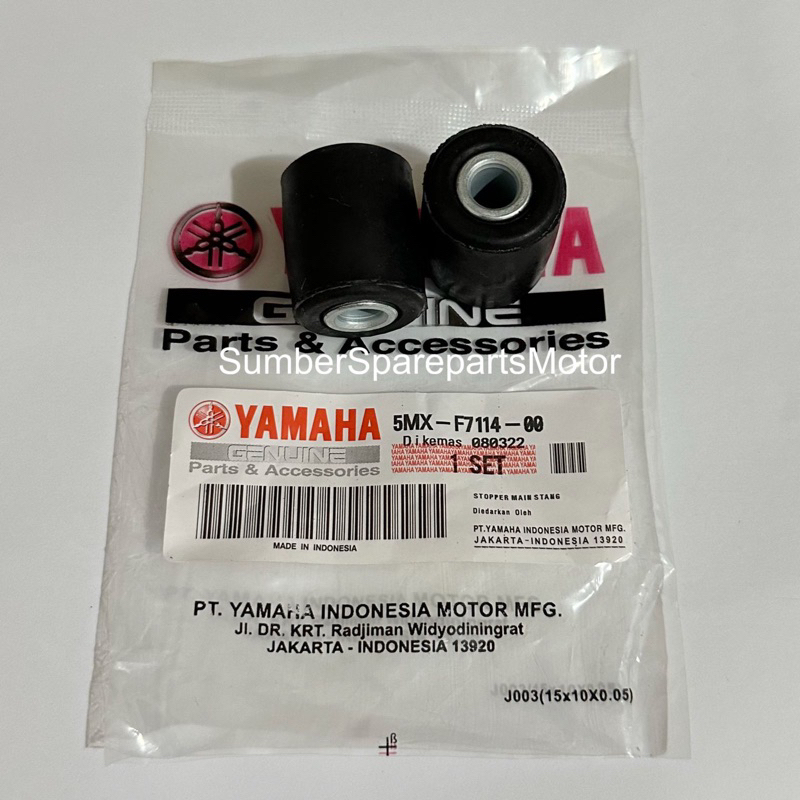 YAMAHA
GENUINE
Parts & Accessories
SumberSparepartsMotor
YAMAHA 5MX-F7114-00
GENUINE
Parts & Accessories
Dikemas 080322
1 SET
STOPPER MAIN STANG
Diedarkan Oleh
PT.YAMAHA INDONESIA MOTOR MFG.
JAKARTA-INDONESIA 13920
MADE IN INDONESIA
PT. YAMAHA INDONESIA MOTOR MFG.
Jl. DR. KRT. Radjiman Widyodiningrat
JAKARTA - INDONESIA 13920
J003(15x10X0.05)